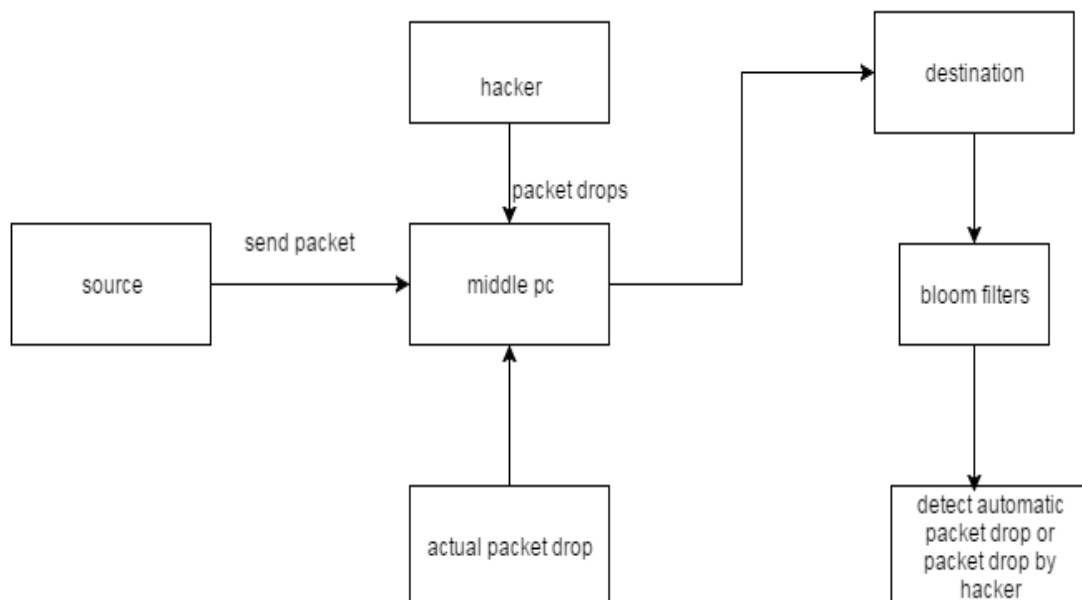 hacker
destination
packet drops
send packet
source
middle pc
bloom filters
actual packet drop
detect automatic
packet drop or
packet drop by
hacker